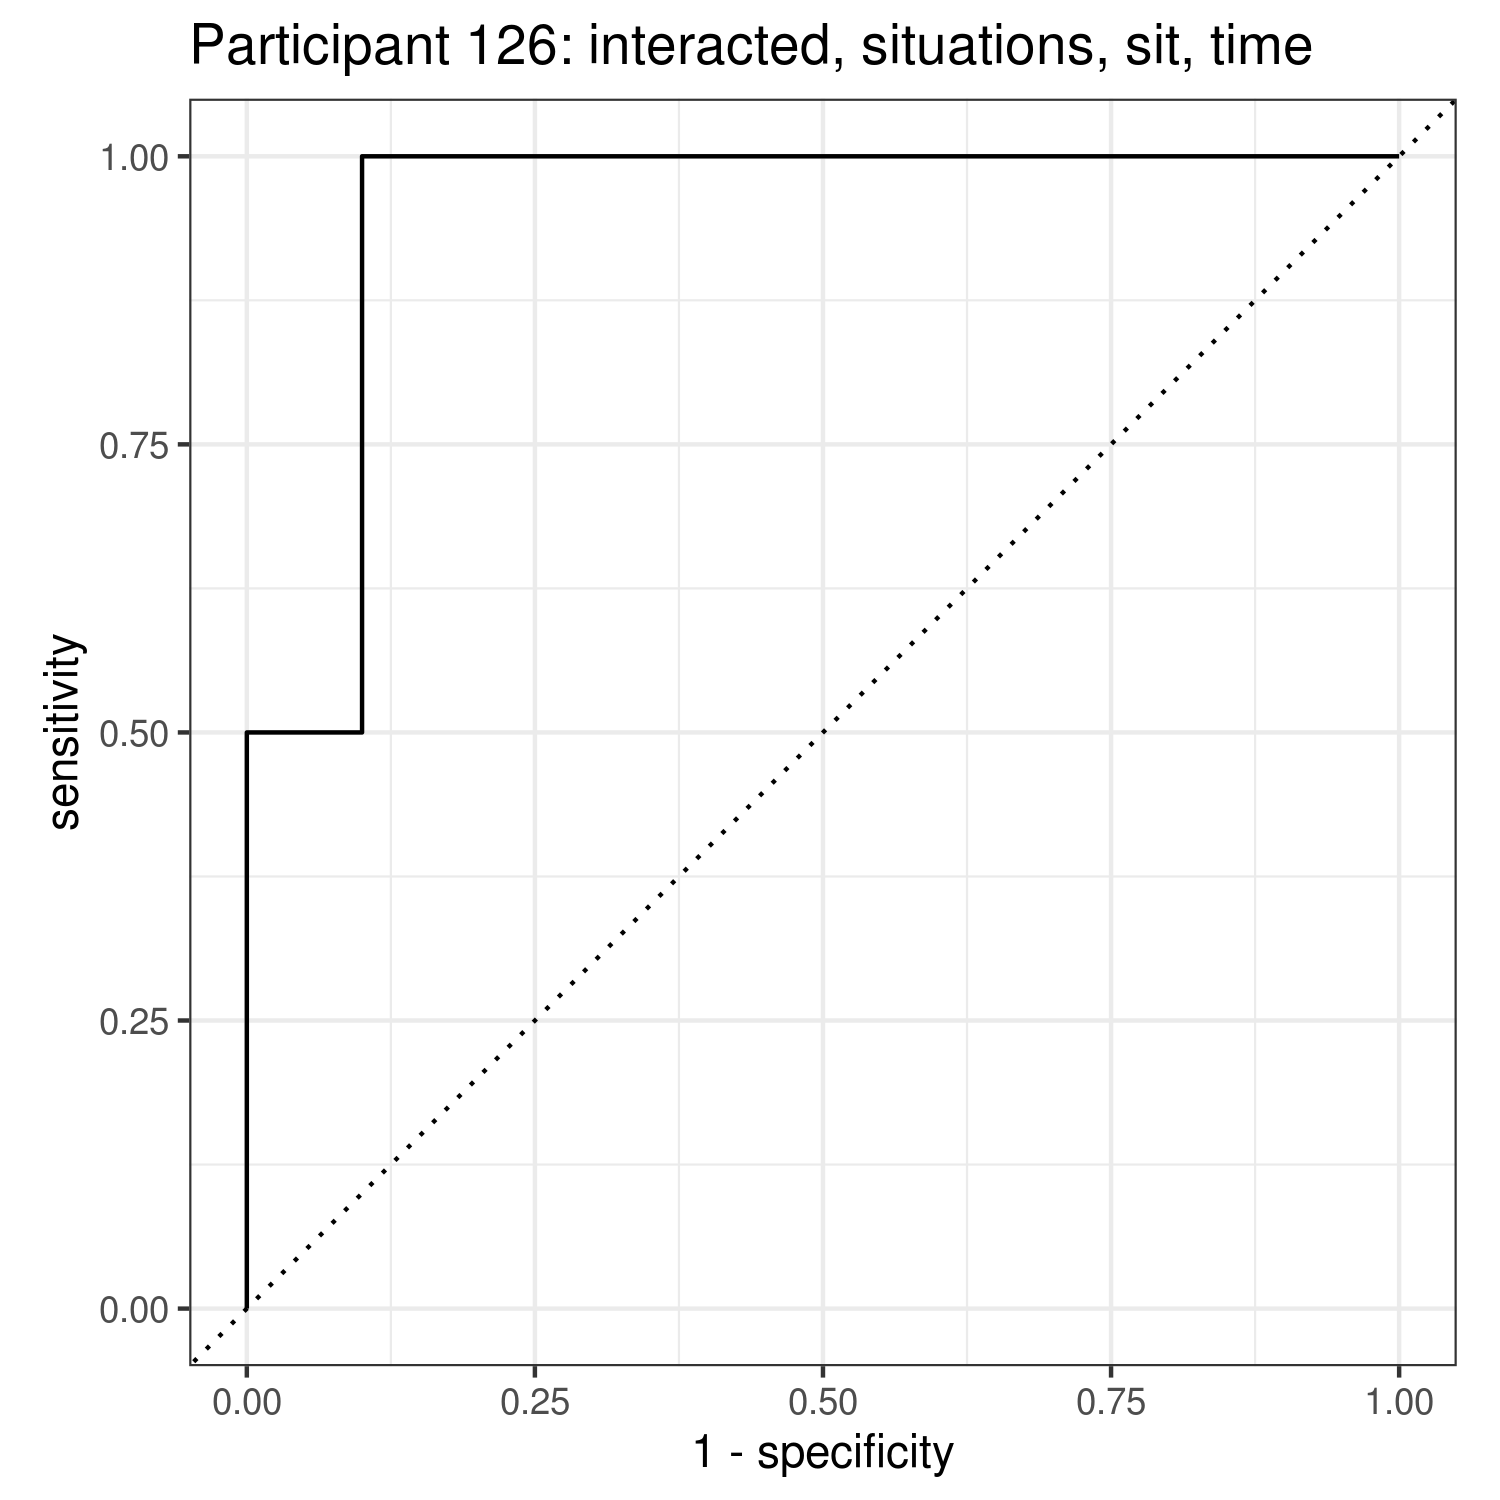 Participant 126: interacted, situations, sit, time
1.00
0.75
0.50
0.25
0.00
sensitivity
0.00 0.25 0.50 0.75 1.00
1 - specificity